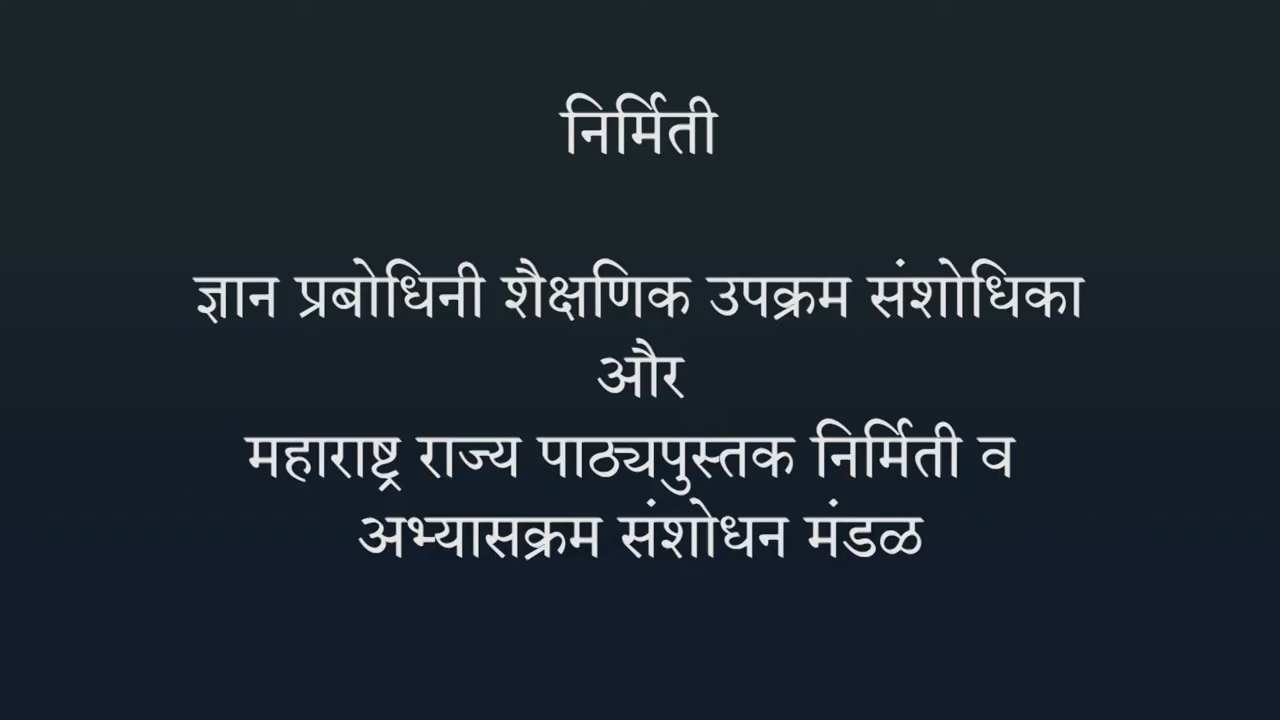 निर्मिती
ज्ञान प्रबोधिनी शैक्षणिक उपक्रम संशोधिका
और
महाराष्ट्र राज्य पाठ्यपुस्तक निर्मिती व
अभ्यासक्रम संशोधन मंडळ